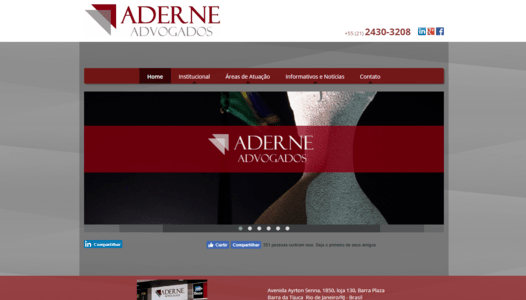 ADERNE
ADVOGADOS
+55 (21) 2430-3208
Home Institucional Áreas de Atuação Informativos e Notícias Contato
ADERNE
ADVOGADOS
Compartilhar
Curtir Compartilhar 351 pessoas curtiram isso. Seja o primeiro de seus amigos.
ADERNE
Avenida Ayrton Senna, 1850, loja 130, Barra Plaza
Barra da Tijuca Rio de Janeiro/RJ - Brasil